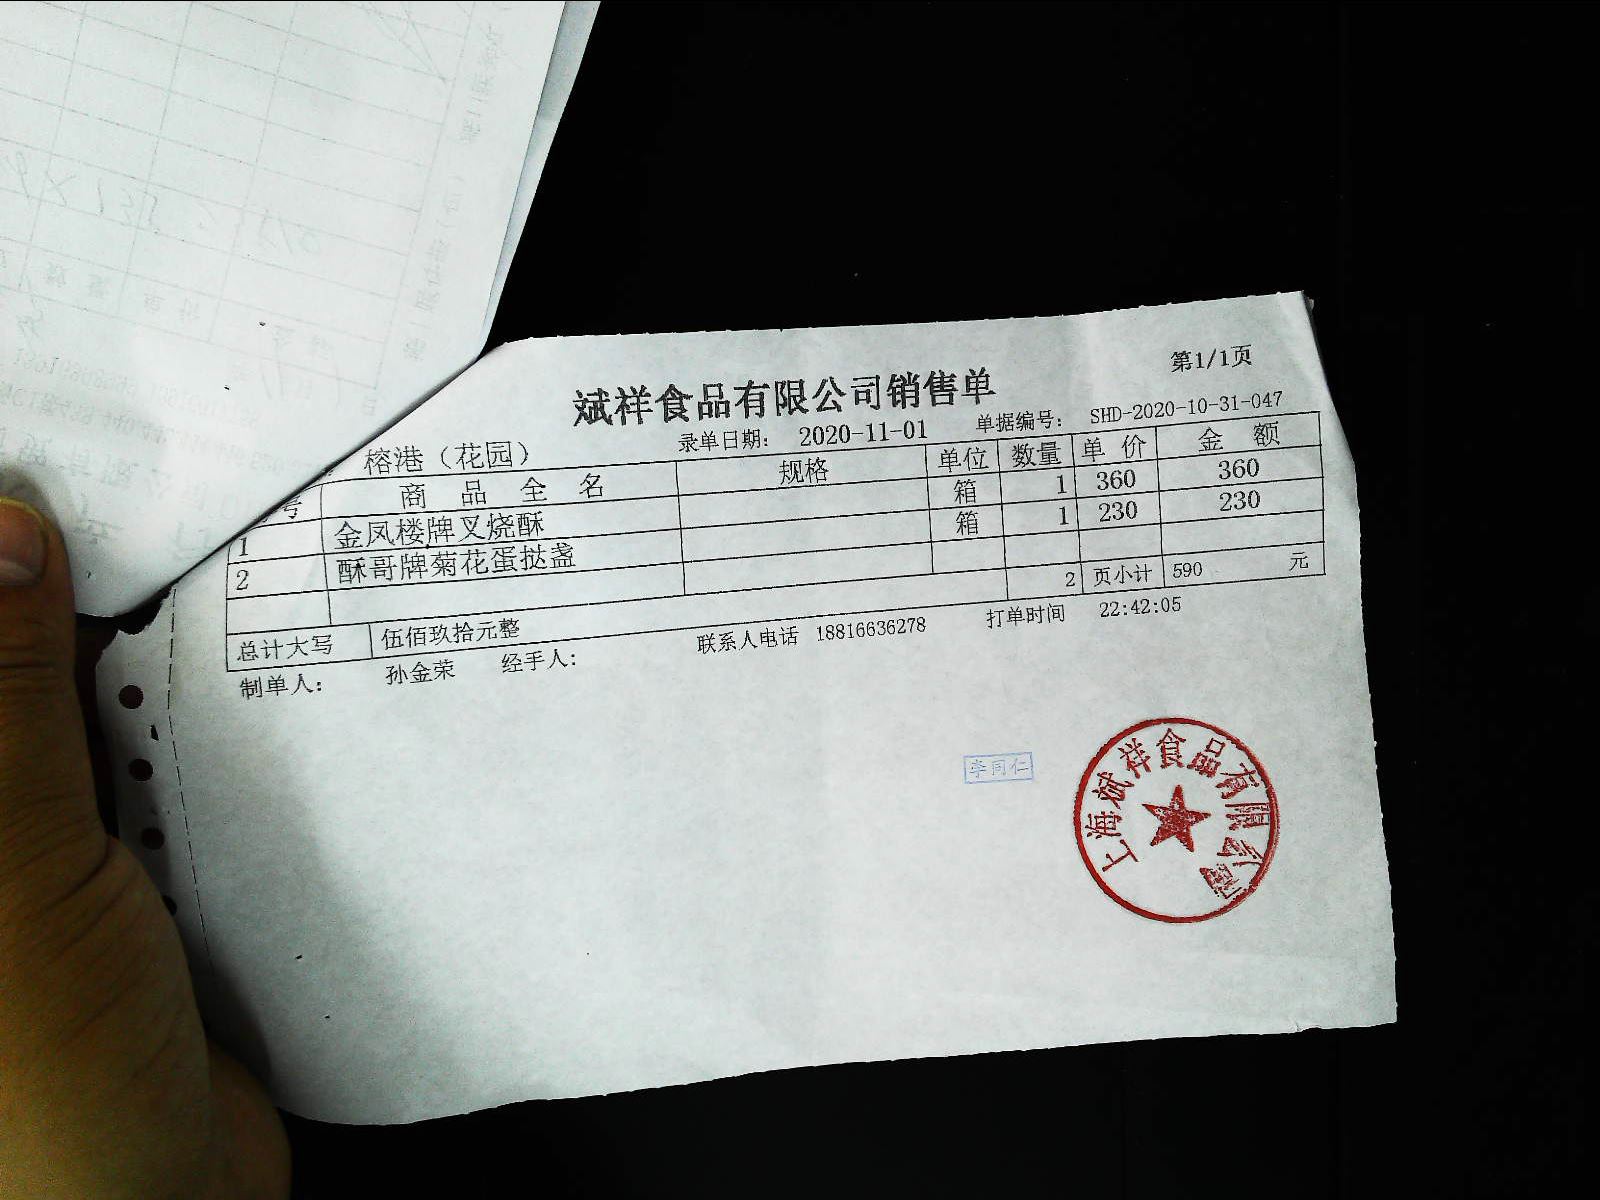 第1/1页
斌祥食品有限公司销售单
录单日期： 2020-11-01 单据编号： SHD-2020-10-31-047
榕港（花园）
号 商品全名 规格 单位 数量 单价 金额
1 金凤楼牌叉烧酥 箱 1 360 360
2 酥哥牌菊花蛋挞盏 箱 1 230 230
2 页小计 590 元
总计大写 伍佰玖拾元整
制单人： 孙金荣 经手人: 联系人电话 18816636278 打单时间 22:42:05
李同仁
上海斌祥食品有限公司